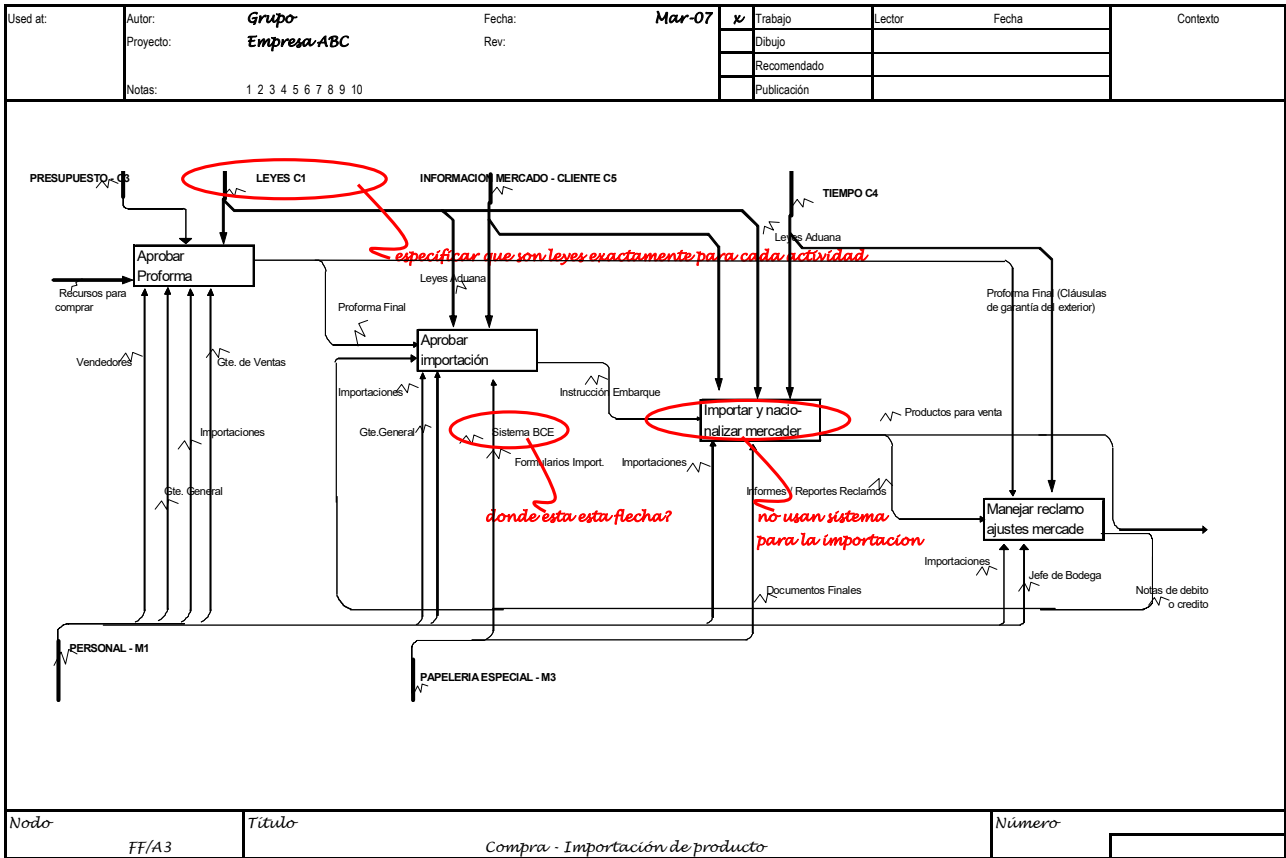 Used at:
Autor:
Grupo
Fecha:
Mar-07
x
Trabajo
Lector
Fecha
Contexto
Proyecto:
Empresa ABC
Rev:
Dibujo
Recomendado
Notas:
1 2 3 4 5 6 7 8 9 10
Publicación
PRESUPUESTO - C3
LEYES C1
INFORMACION MERCADO - CLIENTE C5
TIEMPO C4
Leyes Aduana
Aprobar
Proforma
especificar que son leyes exactamente para cada actividad
Leyes Aduana
Recursos para
comprar
Proforma Final
Proforma Final (Cláusulas
de garantía del exterior)
Aprobar
importación
Vendedores
Gte. de Ventas
Importaciones
Instrucción Embarque
Importar y nacio-
nalizar mercader
Productos para venta
Importaciones
Gte.General
Sistema BCE
Formularios Import.
Importaciones
Gte. General
Informes / Reportes Reclamos
Manejar reclamo
ajustes mercade
donde esta esta flecha?
no usan sistema
para la importacion
Importaciones
Jefe de Bodega
Documentos Finales
Notas de debito
o credito
PERSONAL - M1
PAPELERIA ESPECIAL - M3
Nodo
Título
Número
FF/A3
Compra - Importación de producto